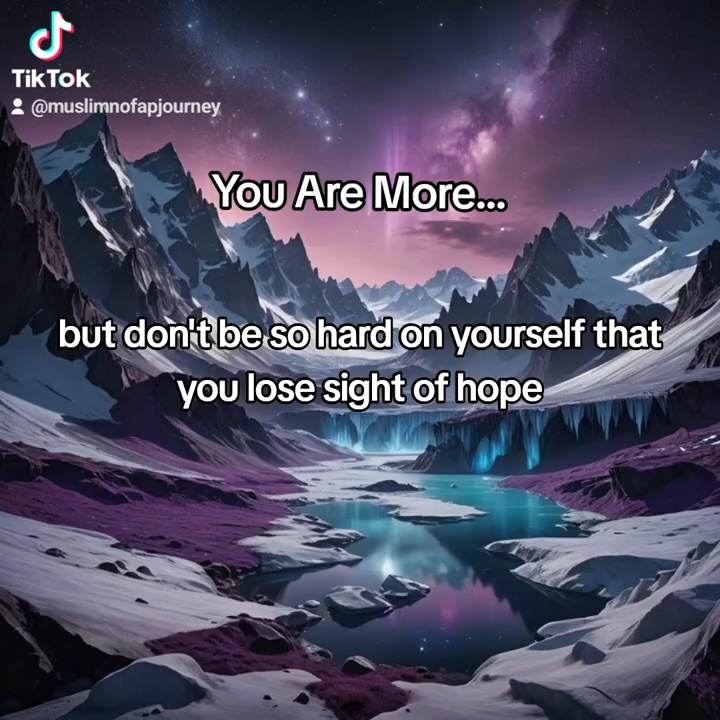 TikTok
@muslimnofapjourney
You Are More...
but don't be so hard on yourself that
you lose sight of hope